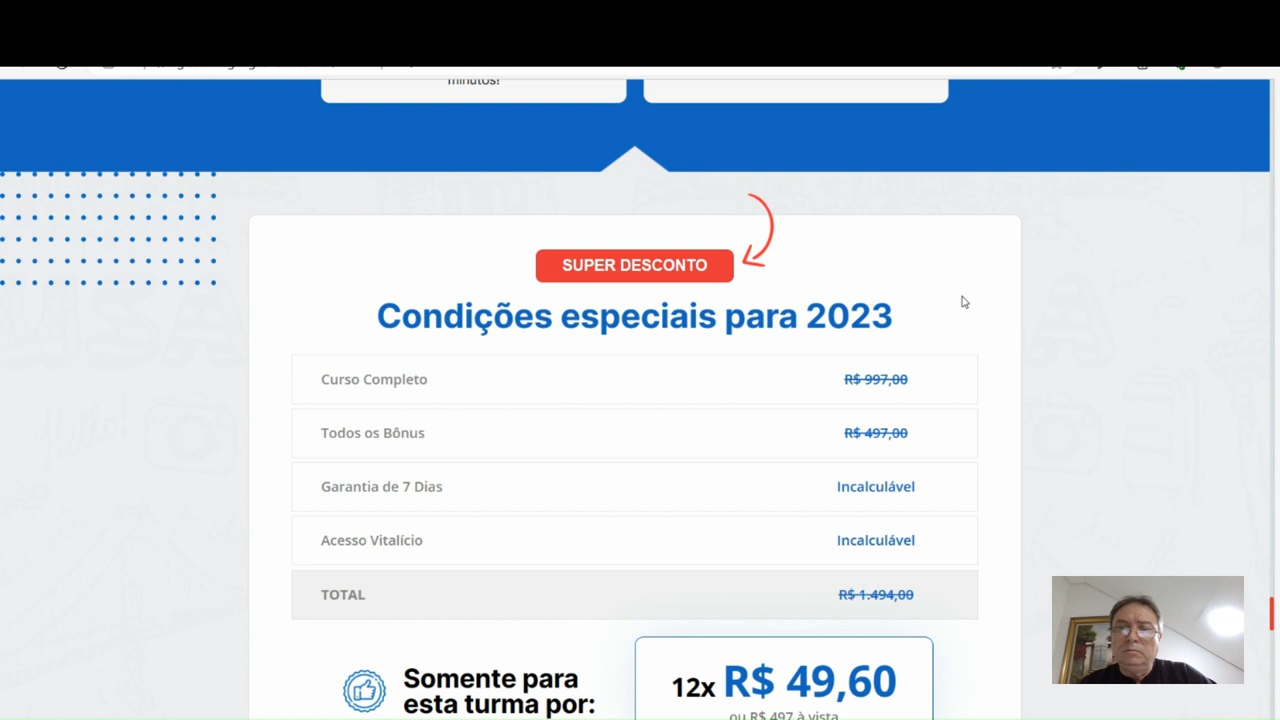 minutos!
SUPER DESCONTO
Condições especiais para 2023
Curso Completo R$ 997,00
Todos os Bônus R$ 497,00
Garantia de 7 Dias Incalculável
Acesso Vitalício Incalculável
TOTAL R$ 1.494,00
Somente para
esta turma por:
12x R$ 49,60
ou R$ 497 à vista
Hello!
USA